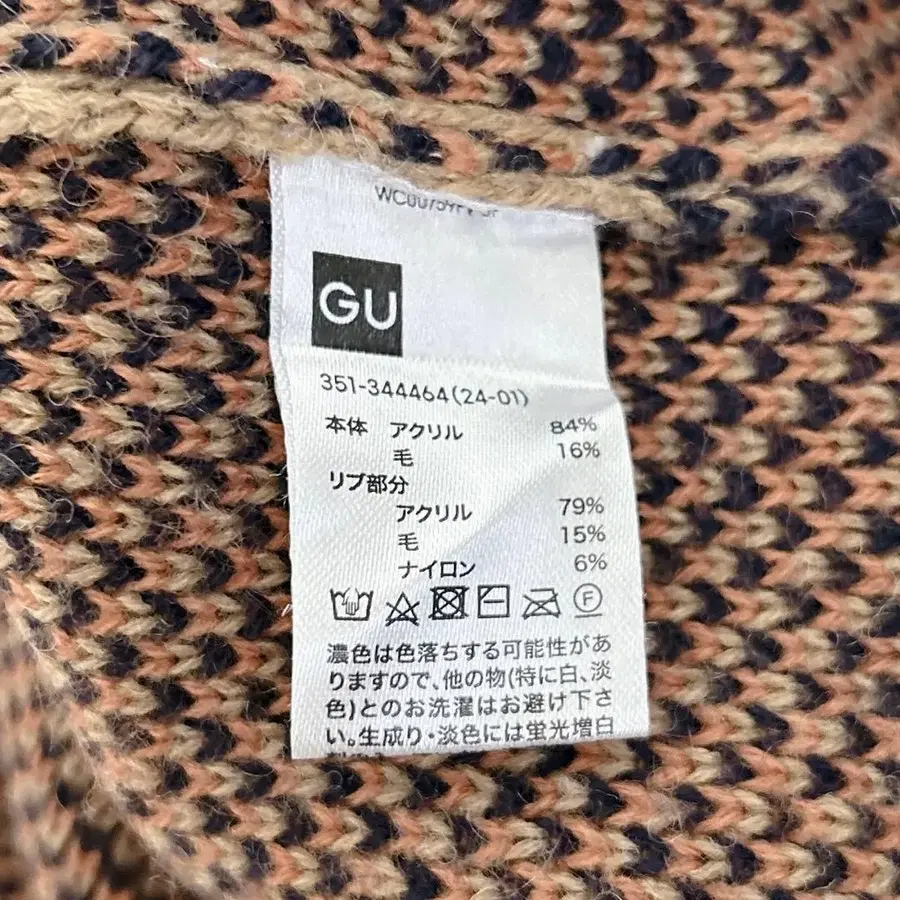 GU
351-344464(24-01)
本体 アクリル 84%
毛 16%
リブ部分
アクリル 79%
毛 15%
ナイロン 6%
F
濃色は色落ちする可能性があ
りますので、他の物(特に白、淡
色)とのお洗濯はお避け下さ
い。生成り・淡色には蛍光増白